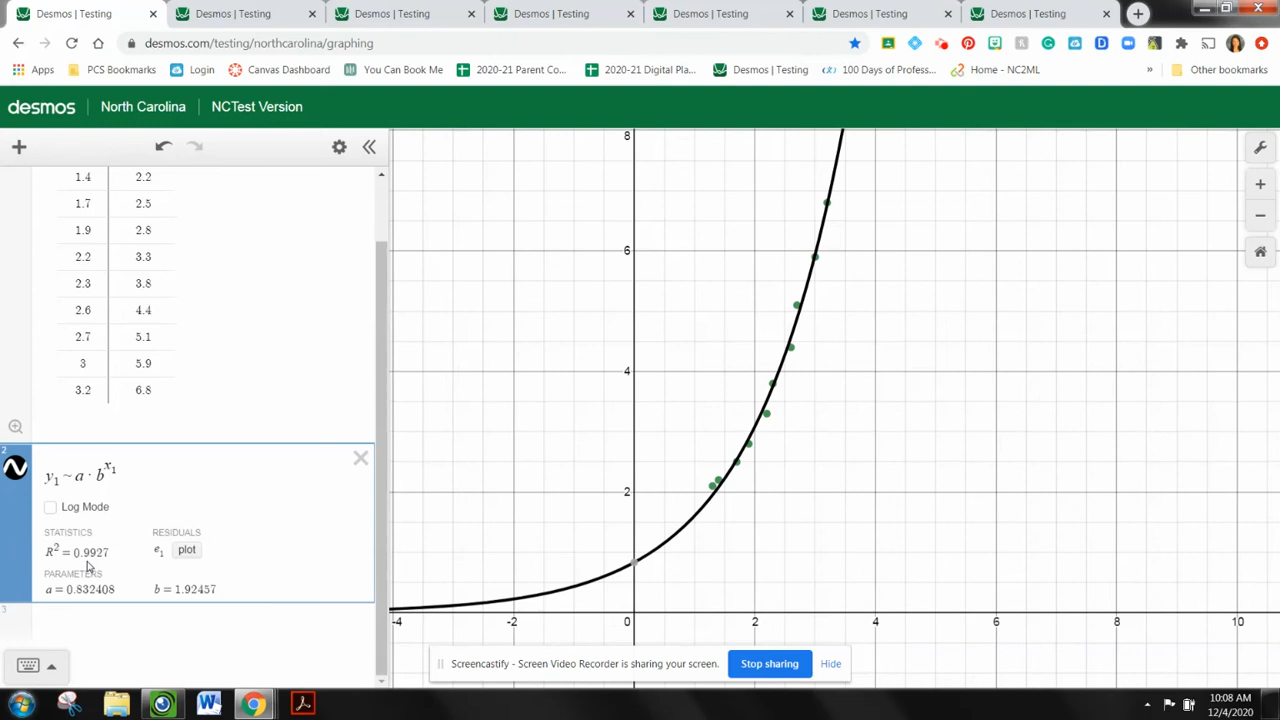 Desmos | Testing
Desmos | Testing
Desmos | Testing
Desmos | Testing
Desmos | Testing
Desmos | Testing
Desmos | Testing
desmos.com/testing/northcarolina/graphing
Apps PCS Bookmarks Login Canvas Dashboard You Can Book Me 2020-21 Parent Co... 2020-21 Digital Pla... Desmos | Testing 100 Days of Profess... Home - NC2ML » Other bookmarks
desmos North Carolina NCTest Version
1.4 2.2
1.7 2.5
1.9 2.8
2.2 3.3
2.3 3.8
2.6 4.4
2.7 5.1
3 5.9
3.2 6.8
2
y₁ ~ a · b^x₁
Log Mode
STATISTICS RESIDUALS
R² = 0.9927 e₁ plot
PARAMETERS
a = 0.832408 b = 1.92457
3
8
6
4
2
-4 -2 0 2 4 6 8 10
Screencastify - Screen Video Recorder is sharing your screen. Stop sharing Hide
10:08 AM
12/4/2020